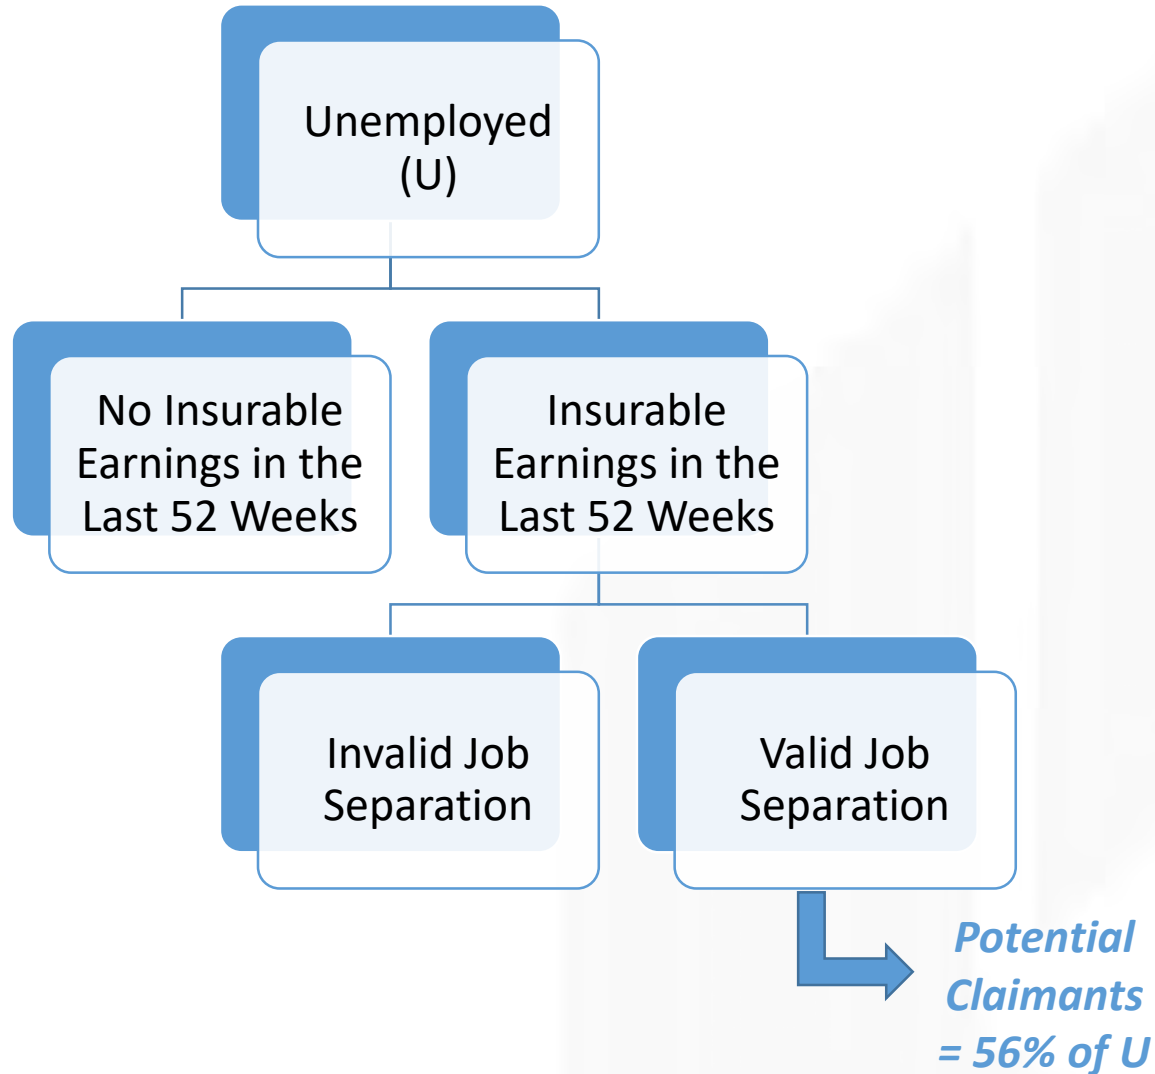 Unemployed
(U)
No Insurable
Earnings in the
Last 52 Weeks
Insurable
Earnings in the
Last 52 Weeks
Invalid Job
Separation
Valid Job
Separation
Potential
Claimants
= 56% of U